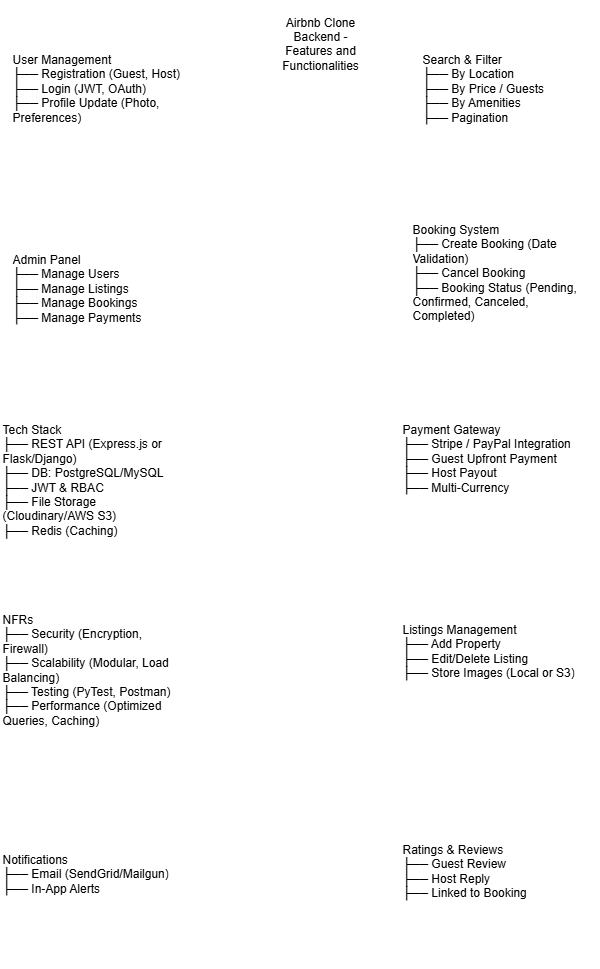 Airbnb Clone
Backend -
Features and
Functionalities
User Management
├── Registration (Guest, Host)
├── Login (JWT, OAuth)
├── Profile Update (Photo,
Preferences)
Search & Filter
├── By Location
├── By Price / Guests
├── By Amenities
├── Pagination
Admin Panel
├── Manage Users
├── Manage Listings
├── Manage Bookings
├── Manage Payments
Booking System
├── Create Booking (Date
Validation)
├── Cancel Booking
├── Booking Status (Pending,
Confirmed, Canceled,
Completed)
Tech Stack
├── REST API (Express.js or
Flask/Django)
├── DB: PostgreSQL/MySQL
├── JWT & RBAC
├── File Storage
(Cloudinary/AWS S3)
├── Redis (Caching)
Payment Gateway
├── Stripe / PayPal Integration
├── Guest Upfront Payment
├── Host Payout
├── Multi-Currency
NFRs
├── Security (Encryption,
Firewall)
├── Scalability (Modular, Load
Balancing)
├── Testing (PyTest, Postman)
├── Performance (Optimized
Queries, Caching)
Listings Management
├── Add Property
├── Edit/Delete Listing
├── Store Images (Local or S3)
Notifications
├── Email (SendGrid/Mailgun)
├── In-App Alerts
Ratings & Reviews
├── Guest Review
├── Host Reply
├── Linked to Booking